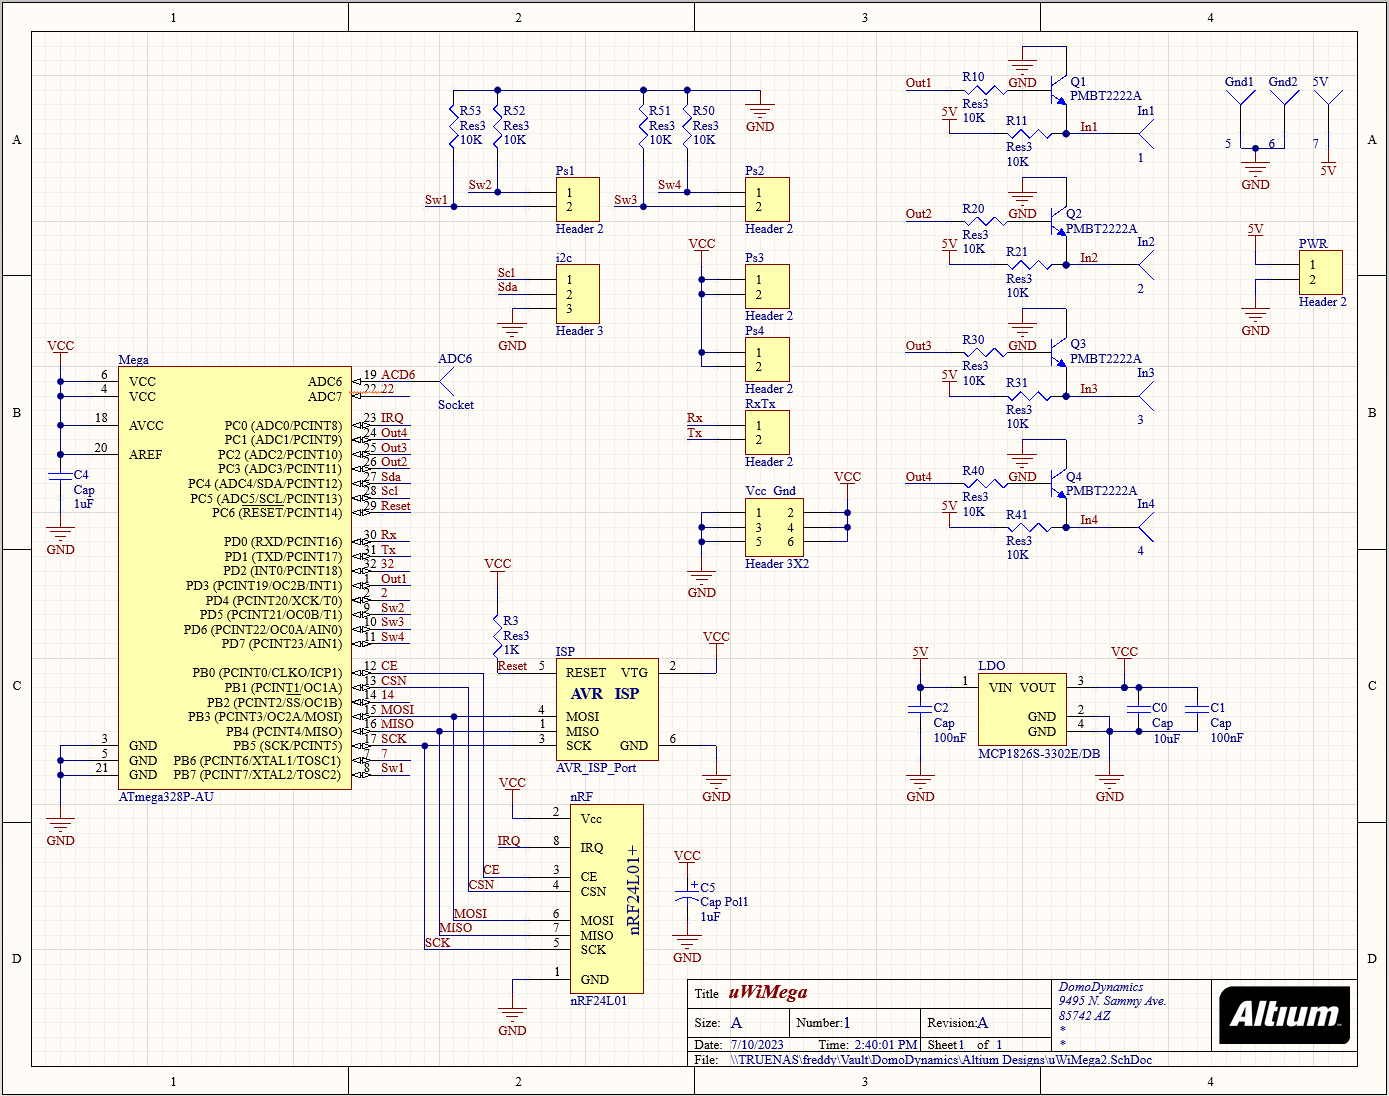 1 2 3 4
A
B
C
D
A
B
C
D
1 2 3 4
R53
Res3
10K
R52
Res3
10K
R51
Res3
10K
R50
Res3
10K
GND
Sw1
Sw2
Ps1
1
2
Header 2
Sw3
Sw4
Ps2
1
2
Header 2
i2c
Scl
Sda
1
2
3
Header 3
GND
VCC
Ps3
1
2
Header 2
Ps4
1
2
Header 2
RxTx
Rx
Tx
1
2
Header 2
Vcc Gnd
VCC
1 2
3 4
5 6
Header 3X2
GND
Out1
R10
Res3
10K
GND
Q1
PMBT2222A
5V
R11
Res3
10K
In1
In1
1
Out2
R20
Res3
10K
GND
Q2
PMBT2222A
5V
R21
Res3
10K
In2
In2
2
Out3
R30
Res3
10K
GND
Q3
PMBT2222A
5V
R31
Res3
10K
In3
In3
3
Out4
R40
Res3
10K
GND
Q4
PMBT2222A
5V
R41
Res3
10K
In4
In4
4
Gnd1 Gnd2 5V
5 6 7
GND
5V
5V
PWR
1
2
Header 2
GND
VCC
Mega
6 VCC
4 VCC
18 AVCC
20 AREF
C4
Cap
1uF
GND
3 GND
5 GND
21 GND
GND
ADC6 19 ACD6
ADC7 22 22
ADC6
Socket
PC0 (ADC0/PCINT8) 23 IRQ
PC1 (ADC1/PCINT9) 24 Out4
PC2 (ADC2/PCINT10) 25 Out3
PC3 (ADC3/PCINT11) 26 Out2
PC4 (ADC4/SDA/PCINT12) 27 Sda
PC5 (ADC5/SCL/PCINT13) 28 Scl
PC6 (RESET/PCINT14) 29 Reset
PD0 (RXD/PCINT16) 30 Rx
PD1 (TXD/PCINT17) 31 Tx
PD2 (INT0/PCINT18) 32 32
PD3 (PCINT19/OC2B/INT1) 1 Out1
PD4 (PCINT20/XCK/T0) 2 2
PD5 (PCINT21/OC0B/T1) 9 Sw2
PD6 (PCINT22/OC0A/AIN0) 10 Sw3
PD7 (PCINT23/AIN1) 11 Sw4
PB0 (PCINT0/CLKO/ICP1) 12 CE
PB1 (PCINT1/OC1A) 13 CSN
PB2 (PCINT2/SS/OC1B) 14 14
PB3 (PCINT3/OC2A/MOSI) 15 MOSI
PB4 (PCINT4/MISO) 16 MISO
PB5 (SCK/PCINT5) 17 SCK
PB6 (PCINT6/XTAL1/TOSC1) 7 7
PB7 (PCINT7/XTAL2/TOSC2) 8 Sw1
ATmega328P-AU
VCC
R3
Res3
1K
ISP
Reset 5 RESET VTG 2
AVR ISP
4 MOSI
1 MISO
3 SCK GND 6
AVR_ISP_Port
VCC
GND
VCC
nRF
2 Vcc
IRQ 8 IRQ
CE 3 CE
CSN 4 CSN
MOSI 6 MOSI
MISO 7 MISO
SCK 5 SCK
1 GND
nRF24L01+
nRF24L01
GND
VCC
+
C5
Cap Pol1
1uF
GND
5V
C2
Cap
100nF
GND
LDO
1 VIN VOUT 3
GND 2
GND 4
MCP1826S-3302E/DB
VCC
C0
Cap
10uF
C1
Cap
100nF
GND
Title uWiMega
Size: A Number:1 Revision:A
Date: 7/10/2023 Time: 2:40:01 PM Sheet 1 of 1
File: \\TRUENAS\freddy\Vault\DomoDynamics\Altium Designs\uWiMega2.SchDoc
DomoDynamics
9495 N. Sammy Ave.
85742 AZ
*
*
Altium